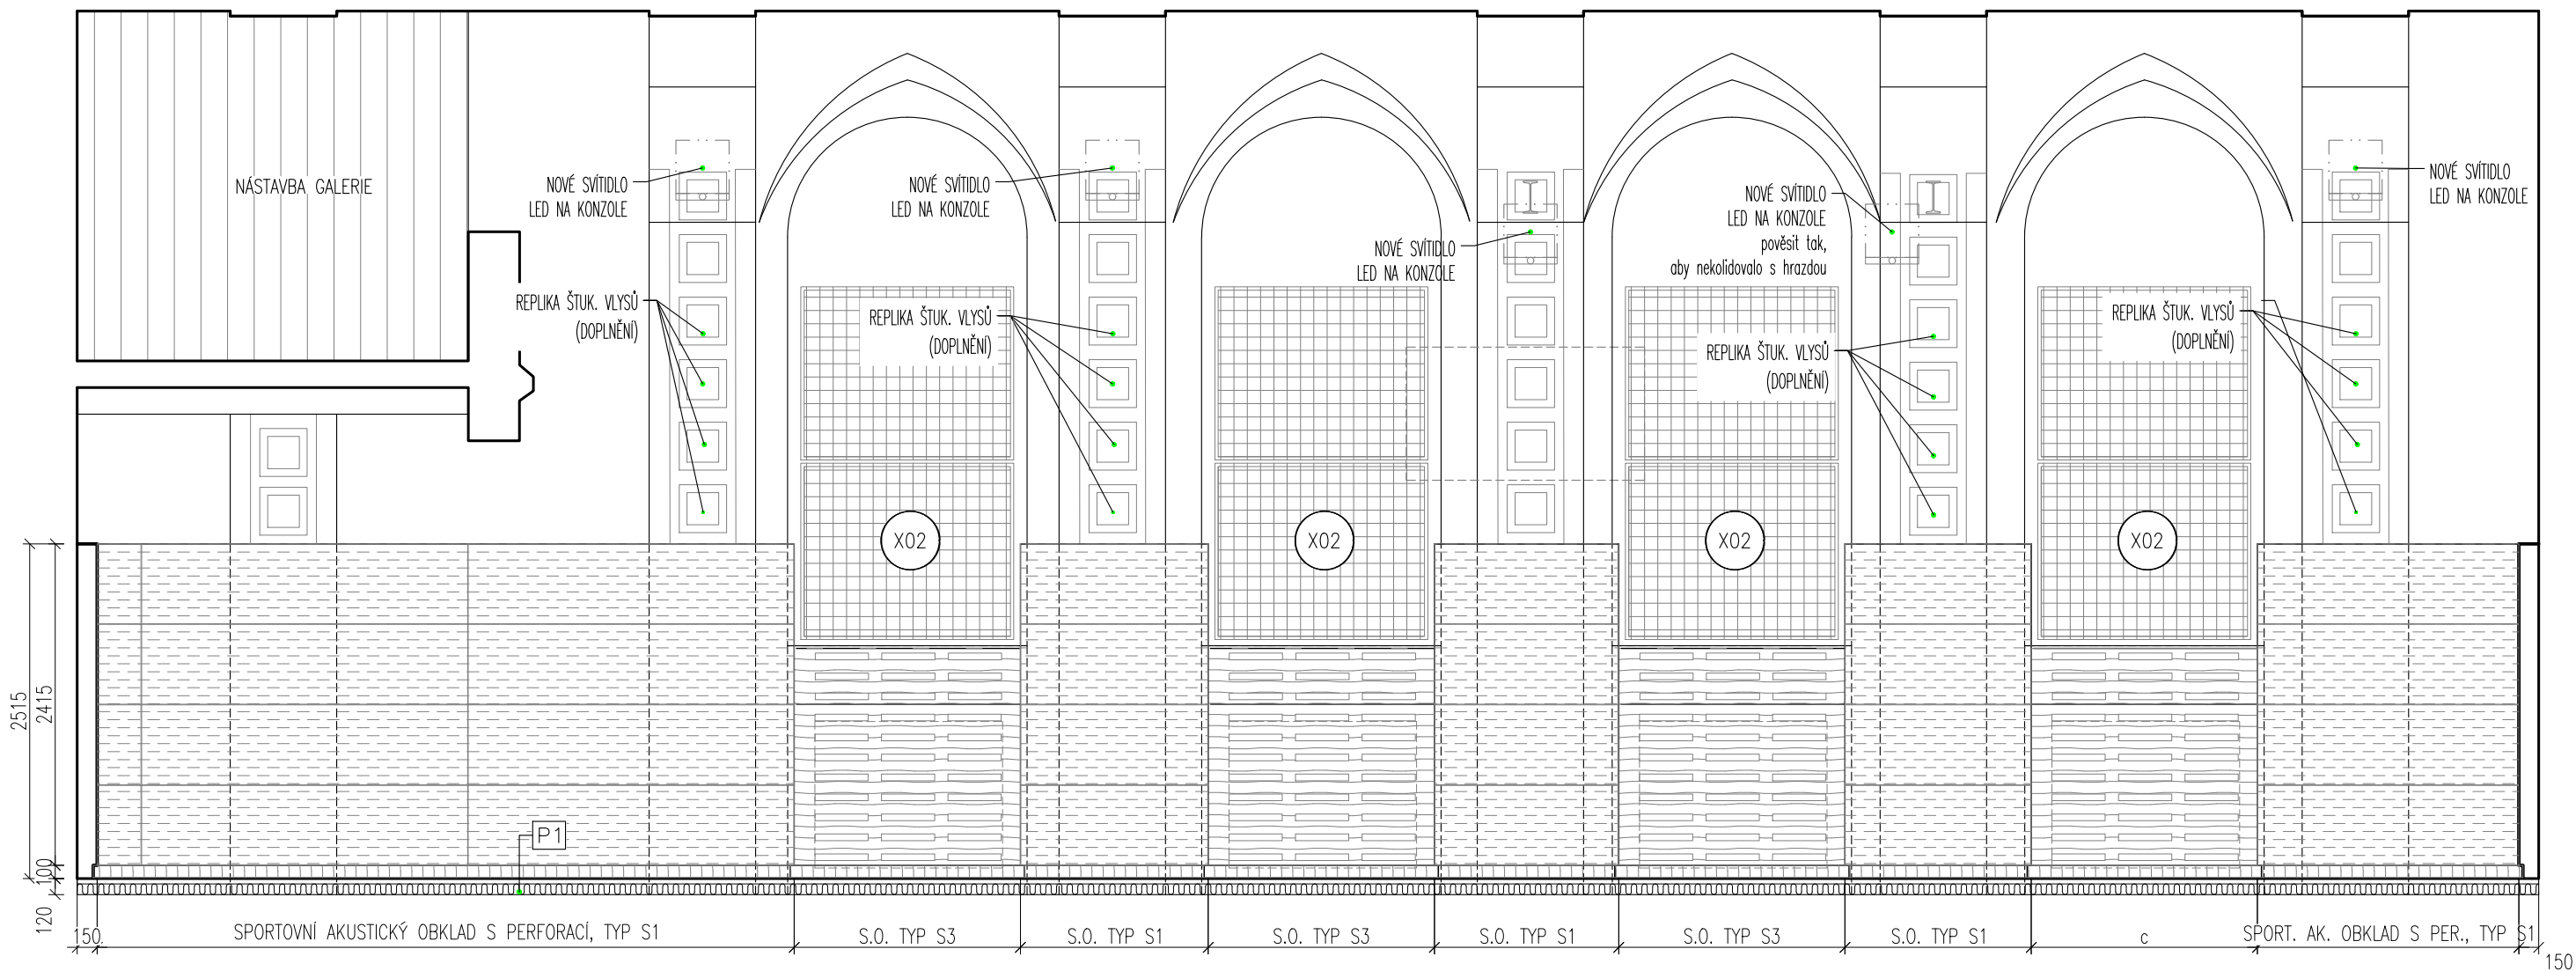 NÁSTAVBA GALERIE
NOVÉ SVÍTIDLO
LED NA KONZOLE
NOVÉ SVÍTIDLO
LED NA KONZOLE
NOVÉ SVÍTIDLO
LED NA KONZOLE
NOVÉ SVÍTIDLO
LED NA KONZOLE
pověsit tak,
aby nekolidovalo s hrazdou
NOVÉ SVÍTIDLO
LED NA KONZOLE
REPLIKA ŠTUK. VLYSŮ
(DOPLNĚNÍ)
REPLIKA ŠTUK. VLYSŮ
(DOPLNĚNÍ)
REPLIKA ŠTUK. VLYSŮ
(DOPLNĚNÍ)
REPLIKA ŠTUK. VLYSŮ
(DOPLNĚNÍ)
X02
X02
X02
X02
2515
2415
100
120
P1
150
SPORTOVNÍ AKUSTICKÝ OBKLAD S PERFORACÍ, TYP S1
S.O. TYP S3
S.O. TYP S1
S.O. TYP S3
S.O. TYP S1
S.O. TYP S3
S.O. TYP S1
c
SPORT. AK. OBKLAD S PER., TYP S1
150